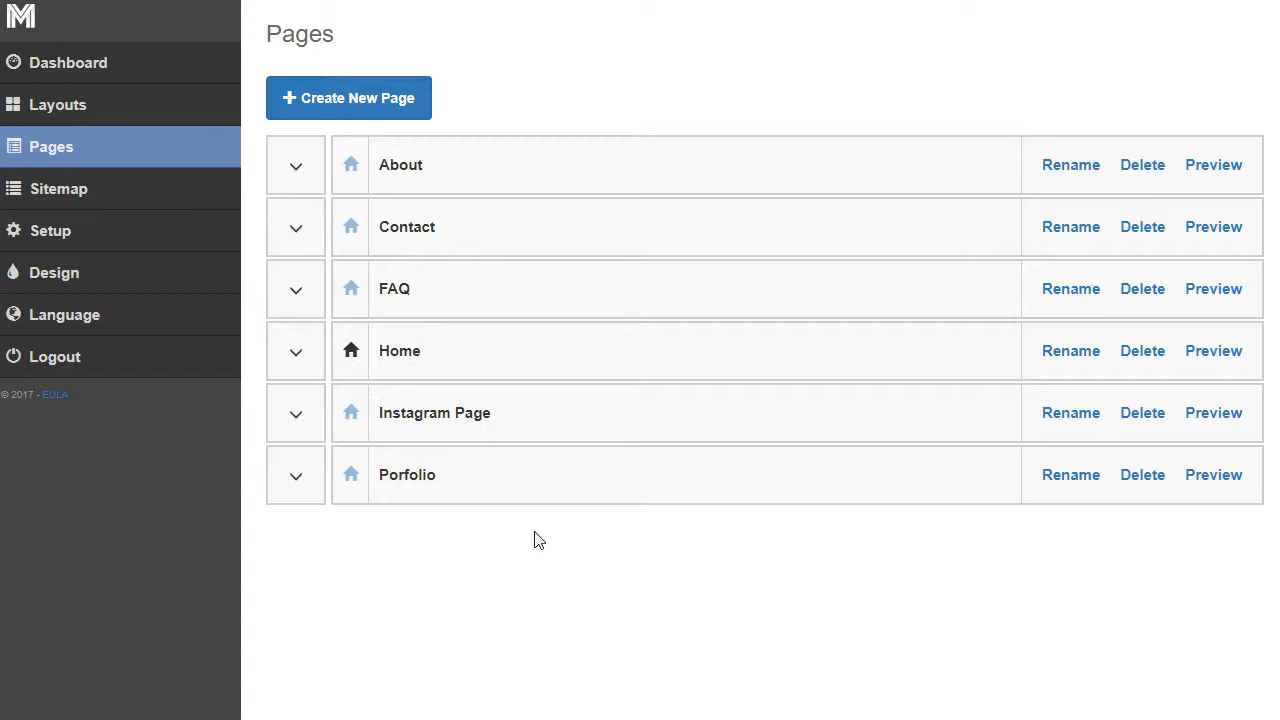 M
Dashboard
Layouts
Pages
Sitemap
Setup
Design
Language
Logout
© 2017 - EULA
Pages
Create New Page
About Rename Delete Preview
Contact Rename Delete Preview
FAQ Rename Delete Preview
Home Rename Delete Preview
Instagram Page Rename Delete Preview
Porfolio Rename Delete Preview